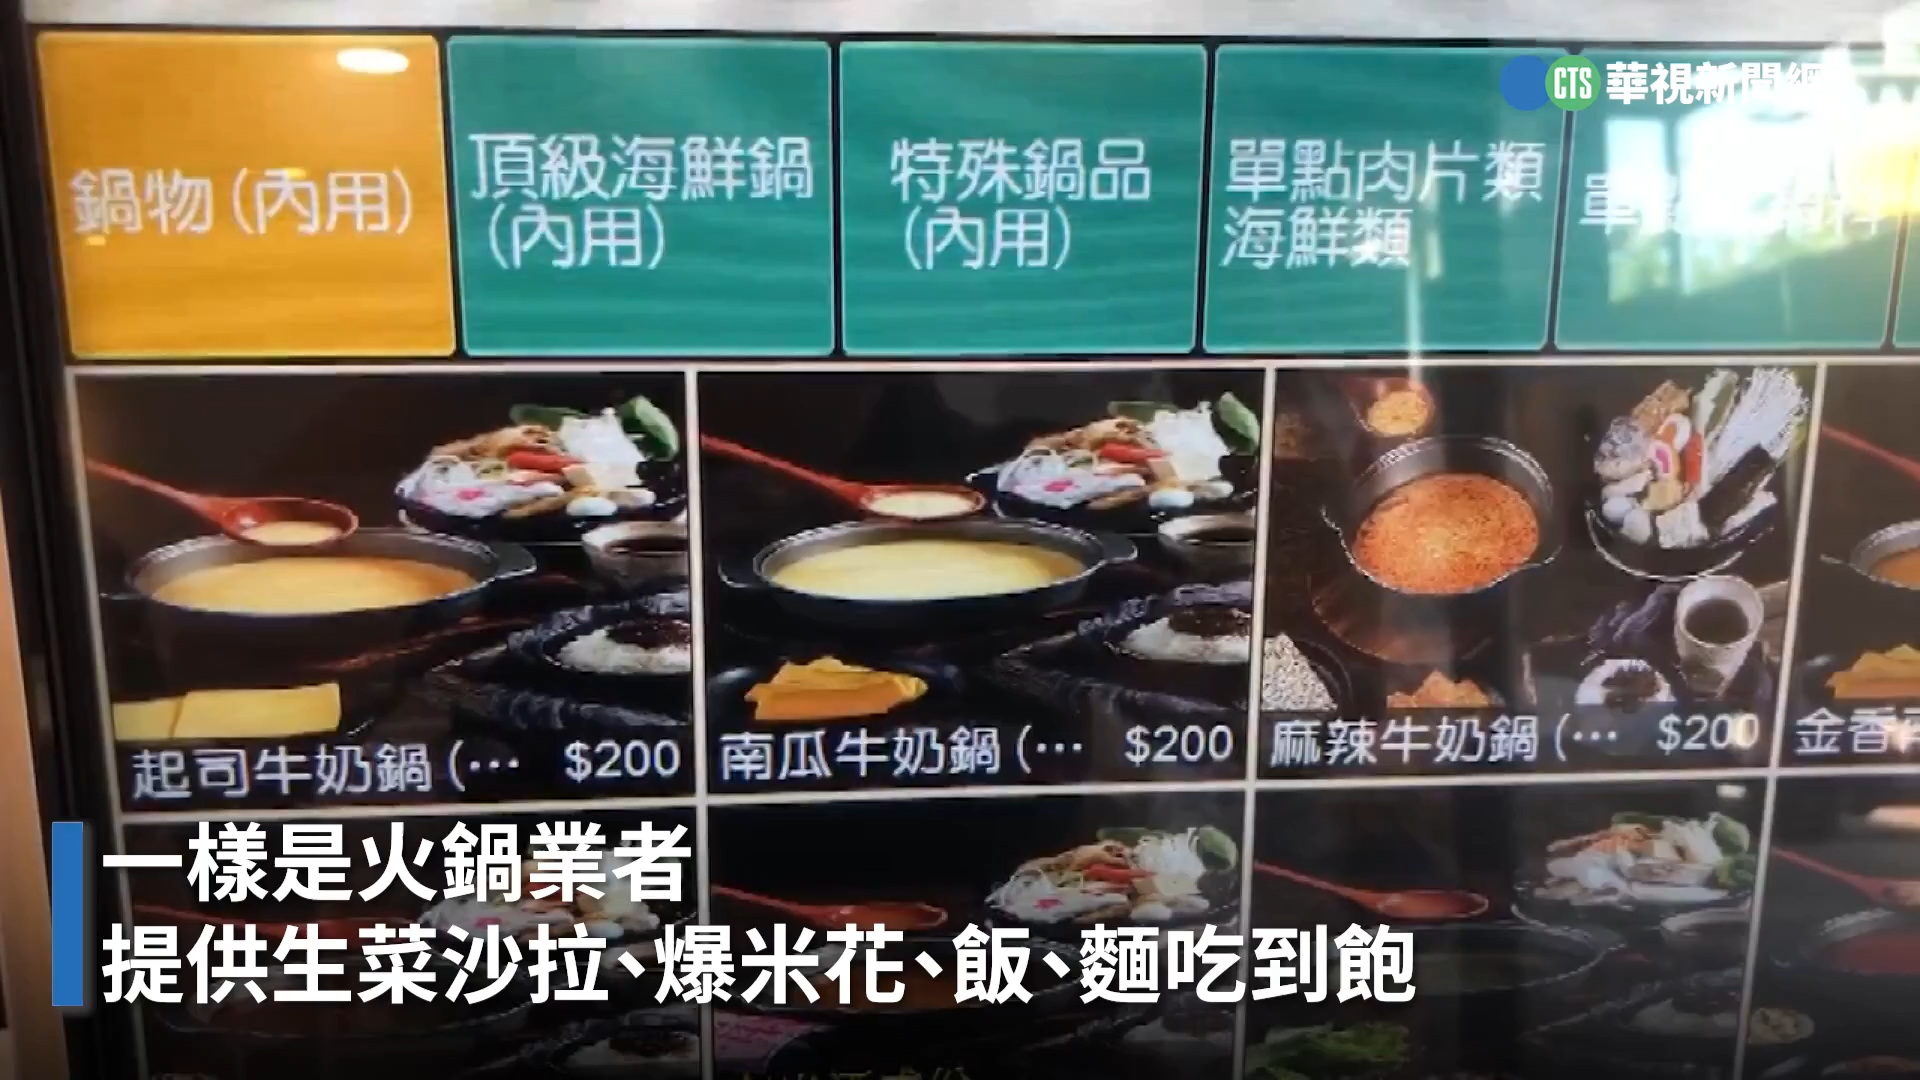 CTS 華視新聞網
鍋物(內用)
頂級海鮮鍋
(內用)
特殊鍋品
(內用)
單點肉片類
海鮮類
起司牛奶鍋(… $200
南瓜牛奶鍋(… $200
麻辣牛奶鍋(… $200
金香
一樣是火鍋業者
提供生菜沙拉、爆米花、飯、麵吃到飽